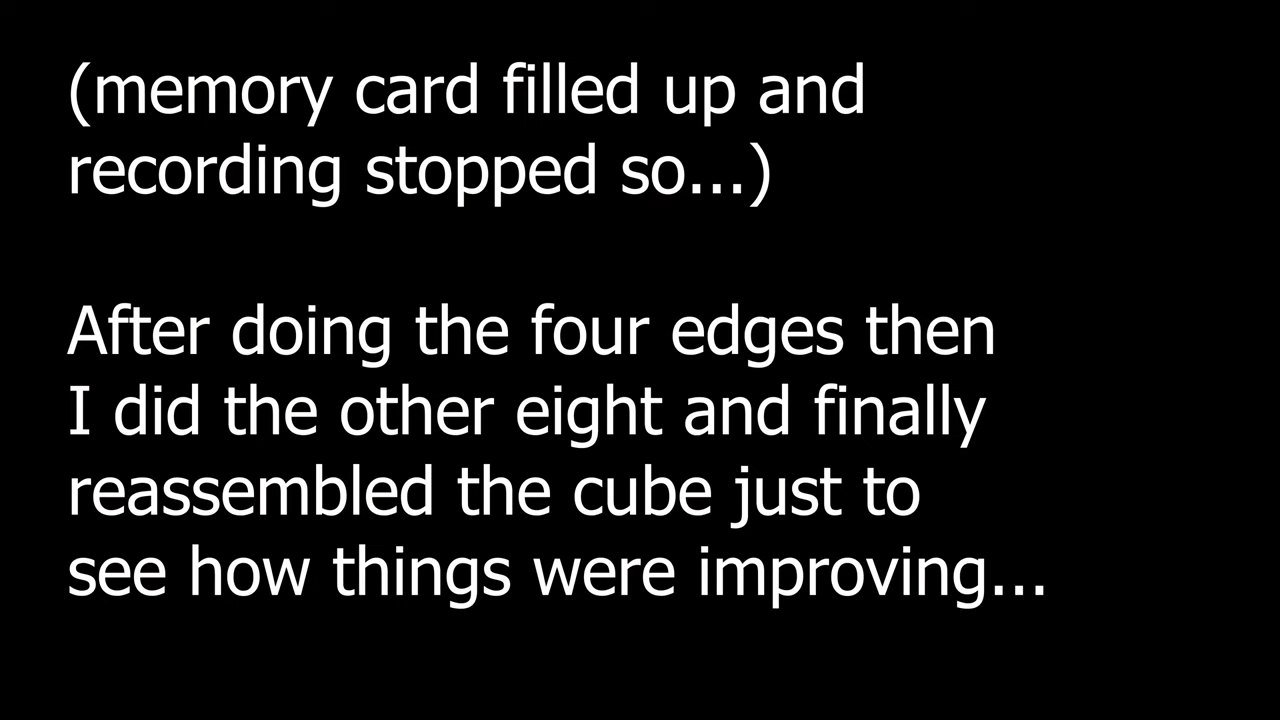 (memory card filled up and
recording stopped so...)
After doing the four edges then
I did the other eight and finally
reassembled the cube just to
see how things were improving...